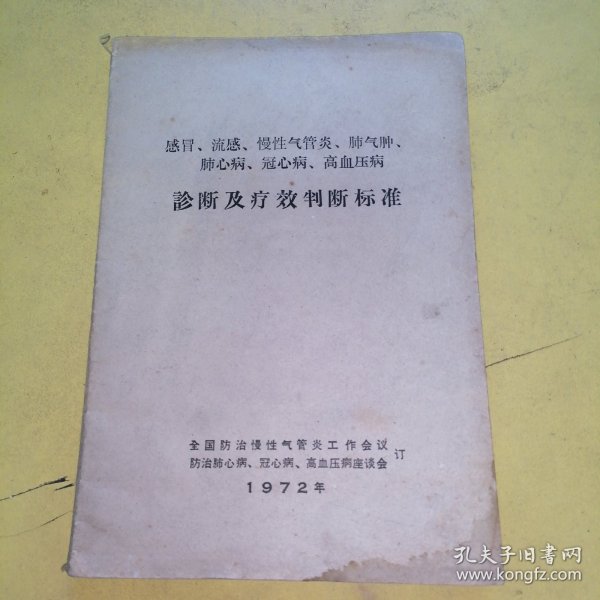 感冒、流感、慢性气管炎、肺气肿、
肺心病、冠心病、高血压病
診断及疗效判断标准
全国防治慢性气管炎工作会议
防治肺心病、冠心病、高血压病座谈会
订
1972年
孔夫子旧書网
www.kongfz.com